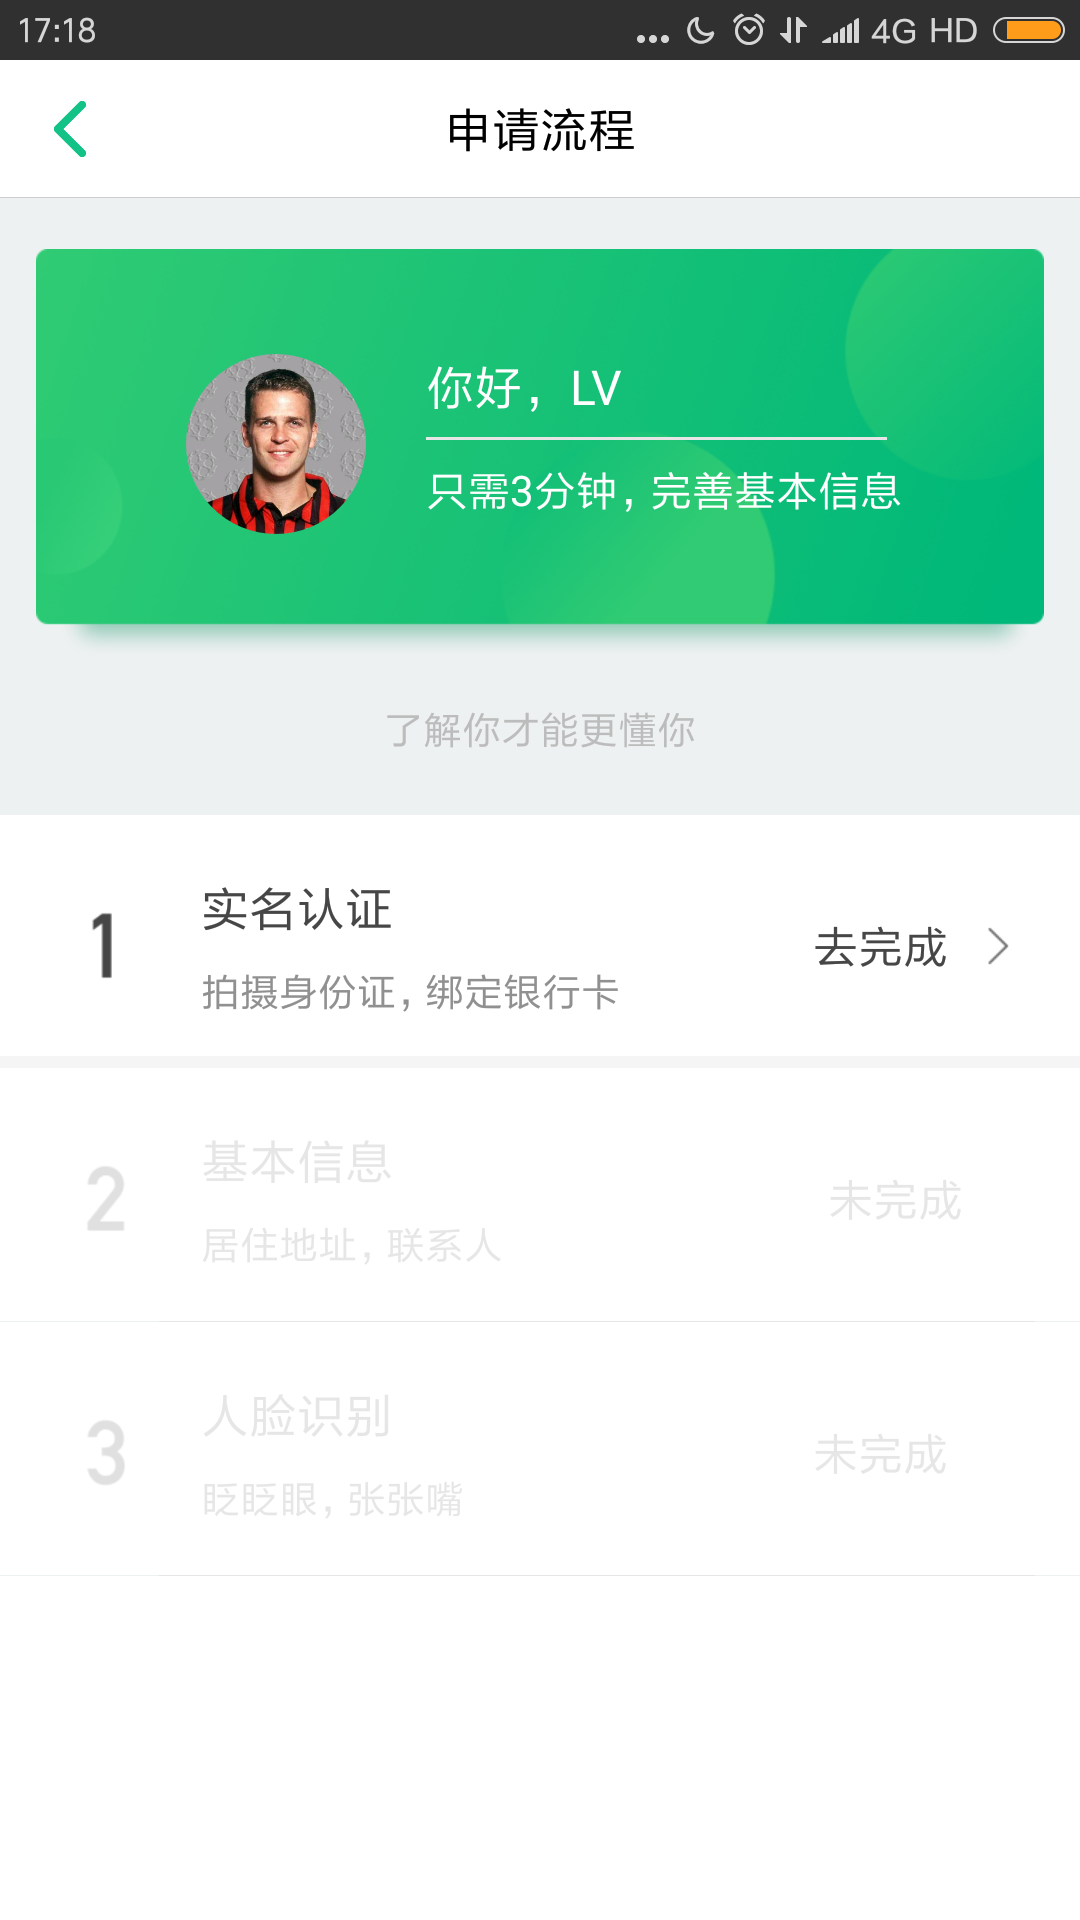 17:18
... 4G HD
申请流程
你好，LV
只需3分钟，完善基本信息
了解你才能更懂你
1
实名认证
去完成
拍摄身份证，绑定银行卡
2
基本信息
未完成
居住地址，联系人
3
人脸识别
未完成
眨眨眼，张张嘴